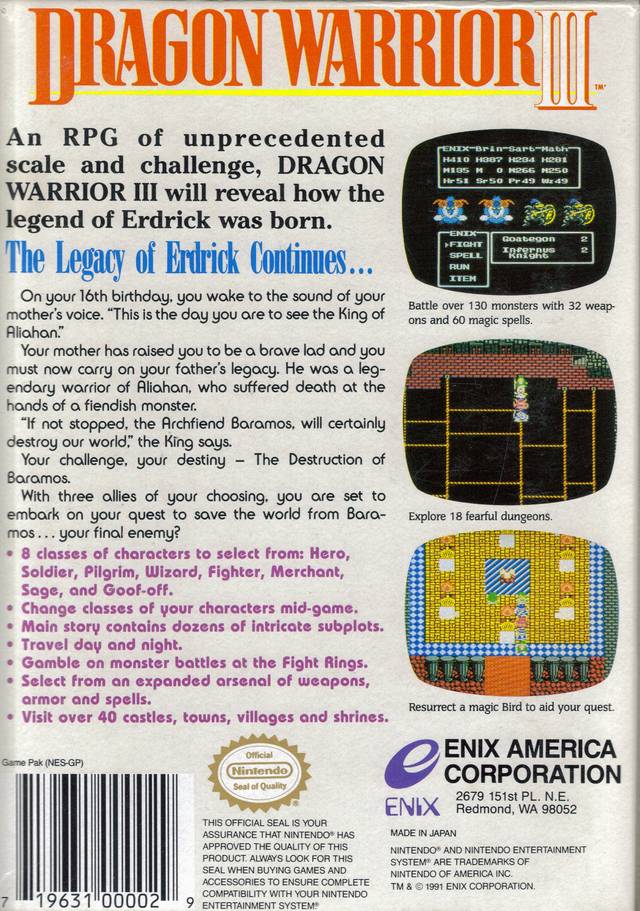 DRAGON WARRIOR III™
An RPG of unprecedented
scale and challenge, DRAGON
WARRIOR III will reveal how the
legend of Erdrick was born.
The Legacy of Erdrick Continues...
On your 16th birthday, you wake to the sound of your
mother's voice. "This is the day you are to see the King of
Aliahan."
Your mother has raised you to be a brave lad and you
must now carry on your father's legacy. He was a leg-
endary warrior of Aliahan, who suffered death at the
hands of a fiendish monster.
"If not stopped, the Archfiend Baramos, will certainly
destroy our world," the King says.
Your challenge, your destiny – The Destruction of
Baramos.
With three allies of your choosing, you are set to
embark on your quest to save the world from Bara-
mos... your final enemy?
• 8 classes of characters to select from: Hero,
Soldier, Pilgrim, Wizard, Fighter, Merchant,
Sage, and Goof-off.
• Change classes of your characters mid-game.
• Main story contains dozens of intricate subplots.
• Travel day and night.
• Gamble on monster battles at the Fight Rings.
• Select from an expanded arsenal of weapons,
armor and spells.
• Visit over 40 castles, towns, villages and shrines.
ENIX-Brin-Sart-Math
H410 H387 H284 H281
M185 M 0 M266 M250
Hr51 Sr50 Pr49 Wz49
ENIX
FIGHT
SPELL
RUN
ITEM
Goategon 2
Infernus 2
Knight
Battle over 130 monsters with 32 weap-
ons and 60 magic spells.
Explore 18 fearful dungeons.
Resurrect a magic Bird to aid your quest.
Game Pak (NES-GP)
7 19631 00002 9
Official
Nintendo
Seal of Quality
®
THIS OFFICIAL SEAL IS YOUR
ASSURANCE THAT NINTENDO® HAS
APPROVED THE QUALITY OF THIS
PRODUCT. ALWAYS LOOK FOR THIS
SEAL WHEN BUYING GAMES AND
ACCESSORIES TO ENSURE COMPLETE
COMPATIBILITY WITH YOUR NINTENDO
ENTERTAINMENT SYSTEM®
ENIX
ENIX AMERICA
CORPORATION
2679 151st PL. N.E.
Redmond, WA 98052
MADE IN JAPAN
NINTENDO® AND NINTENDO ENTERTAINMENT
SYSTEM® ARE TRADEMARKS OF
NINTENDO OF AMERICA INC.
TM & © 1991 ENIX CORPORATION.